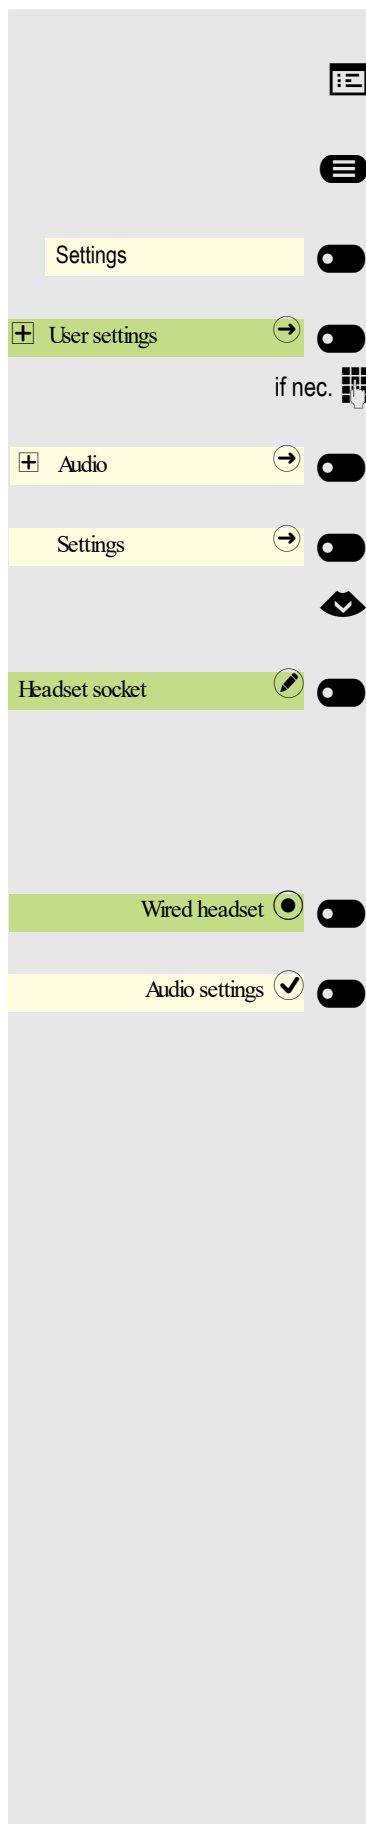 Settings
User settings
if nec.
Audio
Settings
Headset socket
Wired headset
Audio settings